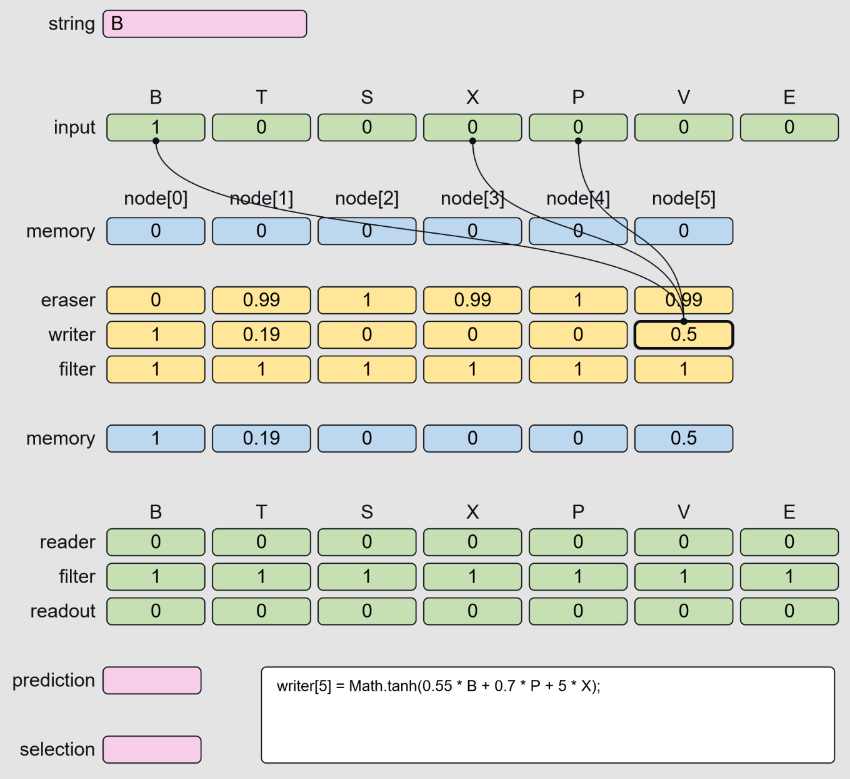 string B
B T S X P V E
input 1 0 0 0 0 0 0
node[0] node[1] node[2] node[3] node[4] node[5]
memory 0 0 0 0 0 0
eraser 0 0.99 1 0.99 1 0.99
writer 1 0.19 0 0 0 0.5
filter 1 1 1 1 1 1
memory 1 0.19 0 0 0 0.5
B T S X P V E
reader 0 0 0 0 0 0 0
filter 1 1 1 1 1 1 1
readout 0 0 0 0 0 0 0
prediction
writer[5] = Math.tanh(0.55 * B + 0.7 * P + 5 * X);
selection